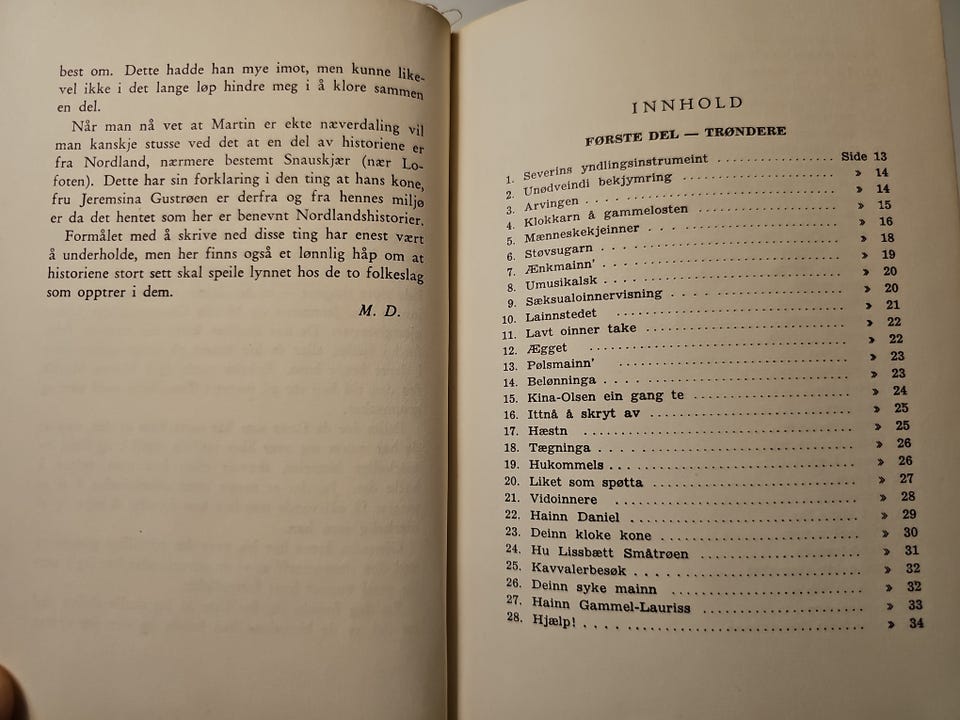 best om. Dette hadde han mye imot, men kunne like-
vel ikke i det lange løp hindre meg i å klore sammen
en del.
Når man nå vet at Martin er ekte næverdaling vil
man kanskje stusse ved det at en del av historiene er
fra Nordland, nærmere bestemt Snauskjær (nær Lo-
foten). Dette har sin forklaring i den ting at hans kone,
fru Jeremsina Gustrøen er derfra og fra hennes miljø
er da det hentet som her er benevnt Nordlandshistorier.
Formålet med å skrive ned disse ting har enest vært
å underholde, men her finns også et lønnlig håp om at
historiene stort sett skal speile lynnet hos de to folkeslag
som opptrer i dem.
M. D.
INNHOLD
FØRSTE DEL — TRØNDERE
1. Severins yndlingsinstrumeint . . . . . . . . . . . . . . Side 13
2. Unødveindi bekjymring . . . . . . . . . . . . . . . . . . » 14
3. Arvingen . . . . . . . . . . . . . . . . . . . . . . . . . . . » 14
4. Klokkarn å gammelosten . . . . . . . . . . . . . . . . . » 15
5. Mænneskekjeinner . . . . . . . . . . . . . . . . . . . . . » 16
6. Støvsugarn . . . . . . . . . . . . . . . . . . . . . . . . . . » 18
7. Ænkmainn' . . . . . . . . . . . . . . . . . . . . . . . . . . » 19
8. Umusikalsk . . . . . . . . . . . . . . . . . . . . . . . . . . » 20
9. Sæksualoinnervisning . . . . . . . . . . . . . . . . . . . » 20
10. Lainnstedet . . . . . . . . . . . . . . . . . . . . . . . . . » 21
11. Lavt oinner take . . . . . . . . . . . . . . . . . . . . . . » 22
12. Ægget . . . . . . . . . . . . . . . . . . . . . . . . . . . . . » 22
13. Pølsmainn' . . . . . . . . . . . . . . . . . . . . . . . . . . » 23
14. Belønninga . . . . . . . . . . . . . . . . . . . . . . . . . . » 23
15. Kina-Olsen ein gang te . . . . . . . . . . . . . . . . . . » 24
16. Ittnå å skryt av . . . . . . . . . . . . . . . . . . . . . . . » 25
17. Hæstn . . . . . . . . . . . . . . . . . . . . . . . . . . . . . » 25
18. Tægninga . . . . . . . . . . . . . . . . . . . . . . . . . . . » 26
19. Hukommels . . . . . . . . . . . . . . . . . . . . . . . . . . » 26
20. Liket som spøtta . . . . . . . . . . . . . . . . . . . . . . » 27
21. Vidoinnere . . . . . . . . . . . . . . . . . . . . . . . . . . » 28
22. Hainn Daniel . . . . . . . . . . . . . . . . . . . . . . . . . » 29
23. Deinn kloke kone . . . . . . . . . . . . . . . . . . . . . . » 30
24. Hu Lissbætt Småtrøen . . . . . . . . . . . . . . . . . . . » 31
25. Kavvalerbesøk . . . . . . . . . . . . . . . . . . . . . . . . » 32
26. Deinn syke mainn . . . . . . . . . . . . . . . . . . . . . . » 32
27. Hainn Gammel-Lauriss . . . . . . . . . . . . . . . . . . . » 33
28. Hjælp! . . . . . . . . . . . . . . . . . . . . . . . . . . . . . » 34